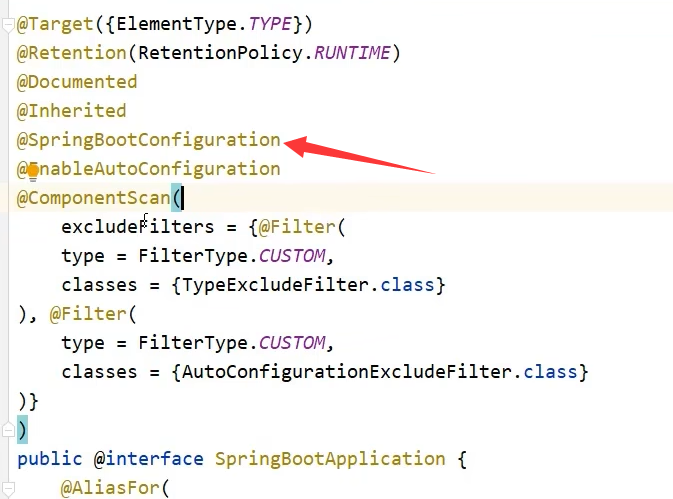 @Target({ElementType.TYPE})
@Retention(RetentionPolicy.RUNTIME)
@Documented
@Inherited
@SpringBootConfiguration
@EnableAutoConfiguration
@ComponentScan(
    excludeFilters = {@Filter(
    type = FilterType.CUSTOM,
    classes = {TypeExcludeFilter.class}
), @Filter(
    type = FilterType.CUSTOM,
    classes = {AutoConfigurationExcludeFilter.class}
)}
)
public @interface SpringBootApplication {
    @AliasFor(